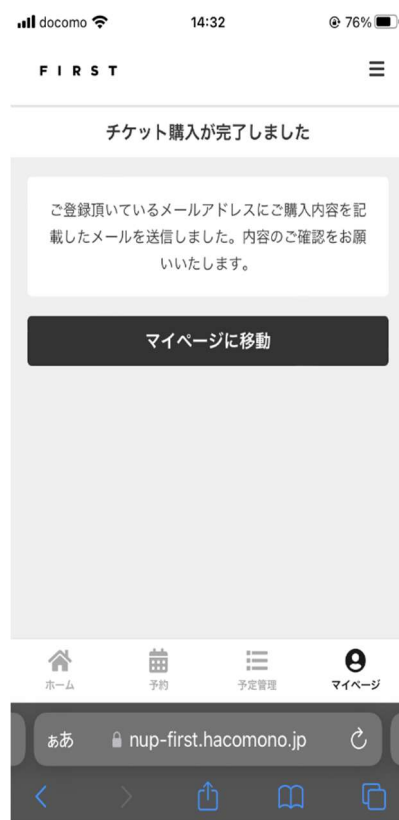 docomo 14:32 76%
FIRST
チケット購入が完了しました
ご登録頂いているメールアドレスにご購入内容を記
載したメールを送信しました。内容のご確認をお願
いいたします。
マイページに移動
ホーム 予約 予定管理 マイページ
ぁあ nup-first.hacomono.jp